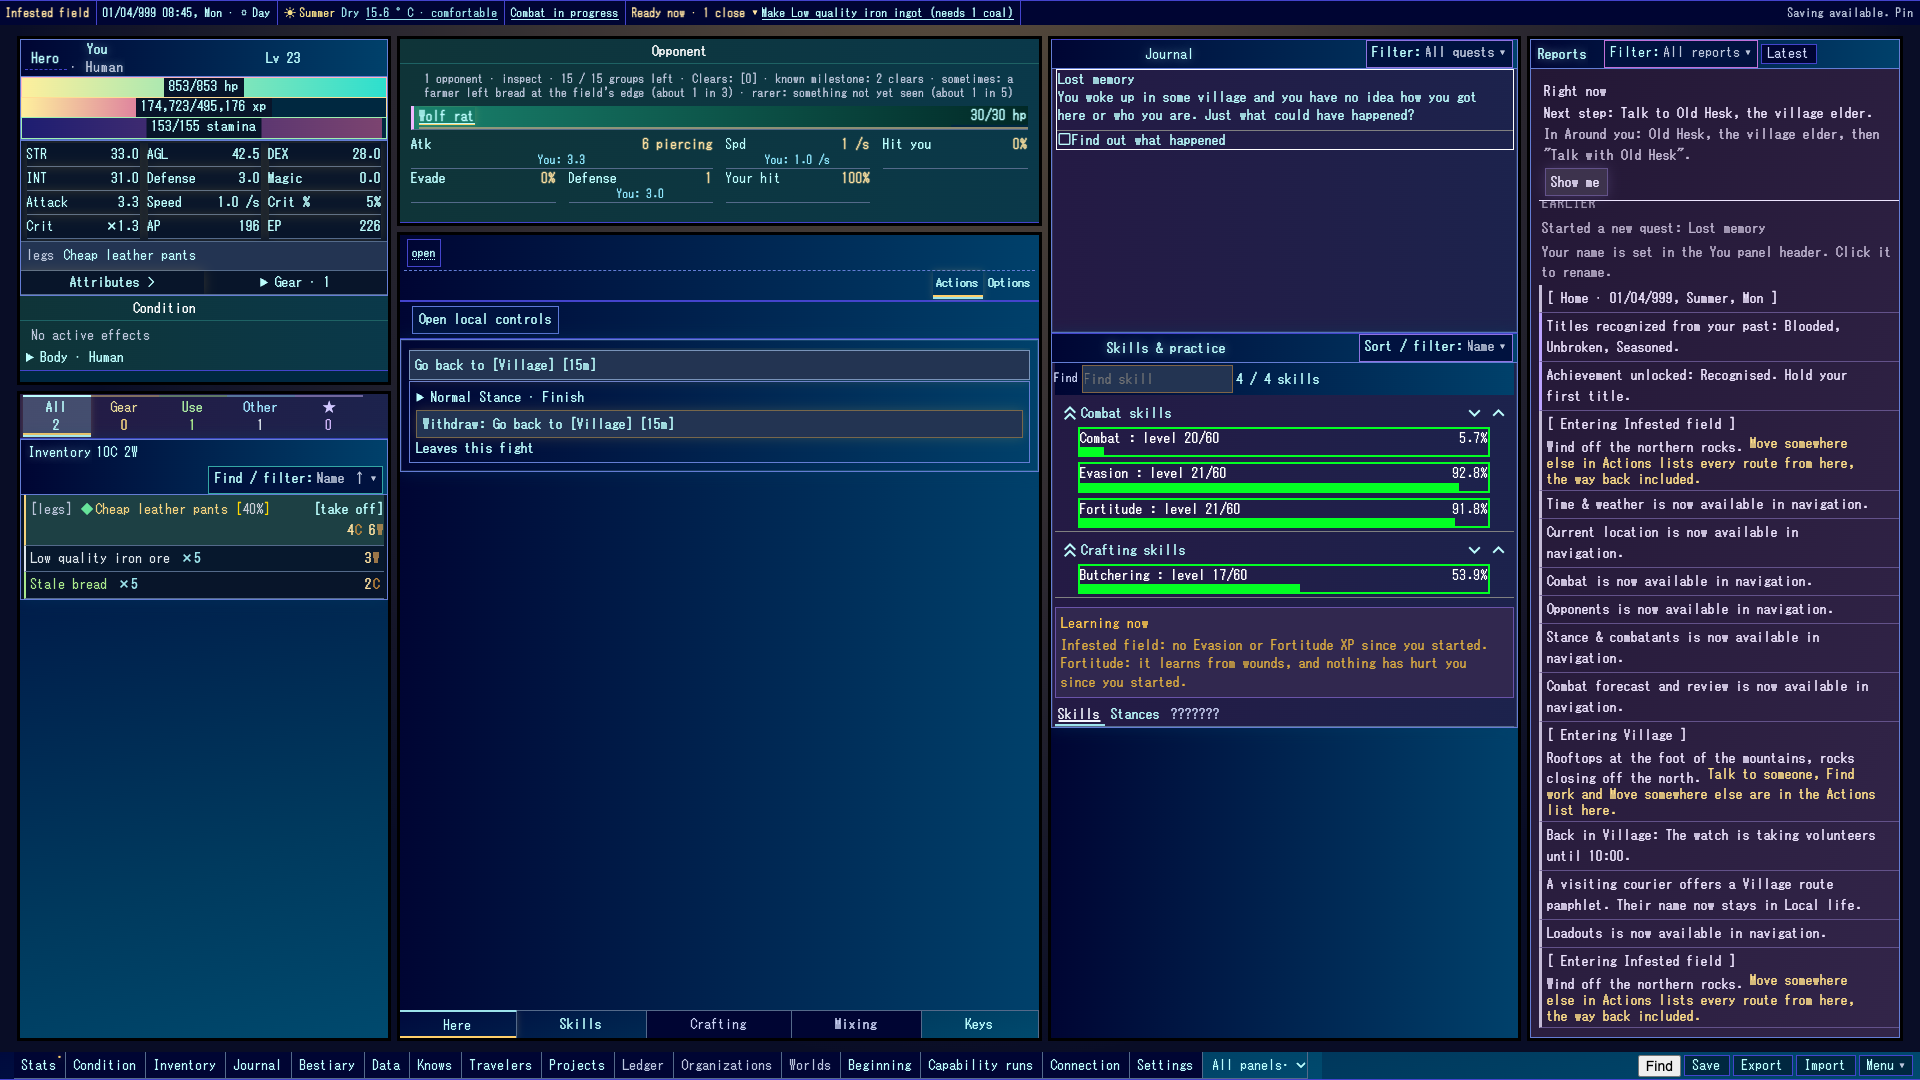 Infested field
01/04/999 08:45, Mon · Day
Summer Dry 15.6 ° C · comfortable
Combat in progress
Ready now · 1 close ▾ Make Low quality iron ingot (needs 1 coal)
Saving available. Pin
Hero · You
Human
Lv 23
853/853 hp
174,723/495,176 xp
153/155 stamina
STR 33.0 AGL 42.5 DEX 28.0
INT 31.0 Defense 3.0 Magic 0.0
Attack 3.3 Speed 1.0 /s Crit % 5%
Crit ×1.3 AP 196 EP 226
legs Cheap leather pants
Attributes >
▶ Gear · 1
Condition
No active effects
▶ Body · Human
All 2
Gear 0
Use 1
Other 1
★ 0
Inventory 10C 2W
Find / filter: Name ↑ ▾
[legs] ◆Cheap leather pants [40%] [take off]
4C 6W
Low quality iron ore ×5 3W
Stale bread ×5 2C
Opponent
1 opponent · inspect · 15 / 15 groups left · Clears: [0] · known milestone: 2 clears · sometimes: a
farmer left bread at the field's edge (about 1 in 3) · rarer: something not yet seen (about 1 in 5)
Wolf rat 30/30 hp
Atk 6 piercing Spd 1 /s Hit you 0%
You: 3.3 You: 1.0 /s
Evade 0% Defense 1 Your hit 100%
You: 3.0
open
Actions Options
Open local controls
Go back to [Village] [15m]
▶ Normal Stance · Finish
Withdraw: Go back to [Village] [15m]
Leaves this fight
Here
Skills
Crafting
Mixing
Keys
Journal
Filter: All quests ▾
Lost memory
You woke up in some village and you have no idea how you got
here or who you are. Just what could have happened?
☐Find out what happened
Skills & practice
Sort / filter: Name ▾
Find Find skill 4 / 4 skills
Combat skills
Combat : level 20/60 5.7%
Evasion : level 21/60 92.8%
Fortitude : level 21/60 91.8%
Crafting skills
Butchering : level 17/60 53.9%
Learning now
Infested field: no Evasion or Fortitude XP since you started.
Fortitude: it learns from wounds, and nothing has hurt you
since you started.
Skills Stances ???????
Reports
Filter: All reports ▾
Latest
Right now
Next step: Talk to Old Hesk, the village elder.
In Around you: Old Hesk, the village elder, then
"Talk with Old Hesk".
Show me
EARLIER
Started a new quest: Lost memory
Your name is set in the You panel header. Click it
to rename.
[ Home · 01/04/999, Summer, Mon ]
Titles recognized from your past: Blooded,
Unbroken, Seasoned.
Achievement unlocked: Recognised. Hold your
first title.
[ Entering Infested field ]
Wind off the northern rocks. Move somewhere
else in Actions lists every route from here,
the way back included.
Time & weather is now available in navigation.
Current location is now available in
navigation.
Combat is now available in navigation.
Opponents is now available in navigation.
Stance & combatants is now available in
navigation.
Combat forecast and review is now available in
navigation.
[ Entering Village ]
Rooftops at the foot of the mountains, rocks
closing off the north. Talk to someone, Find
work and Move somewhere else are in the Actions
list here.
Back in Village: The watch is taking volunteers
until 10:00.
A visiting courier offers a Village route
pamphlet. Their name now stays in Local life.
Loadouts is now available in navigation.
[ Entering Infested field ]
Wind off the northern rocks. Move somewhere
else in Actions lists every route from here,
the way back included.
Stats
Condition
Inventory
Journal
Bestiary
Data
Knows
Travelers
Projects
Ledger
Organizations
Worlds
Beginning
Capability runs
Connection
Settings
All panels·
Find
Save
Export
Import
Menu ▾